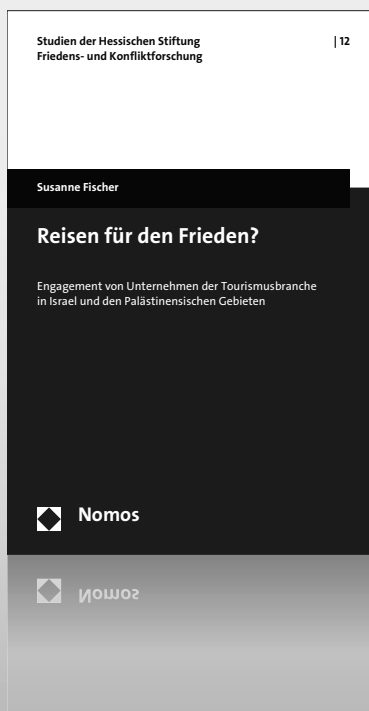 Studien der Hessischen Stiftung | 12
Friedens- und Konfliktforschung
Susanne Fischer
Reisen für den Frieden?
Engagement von Unternehmen der Tourismusbranche
in Israel und den Palästinensischen Gebieten
Nomos
Nomos